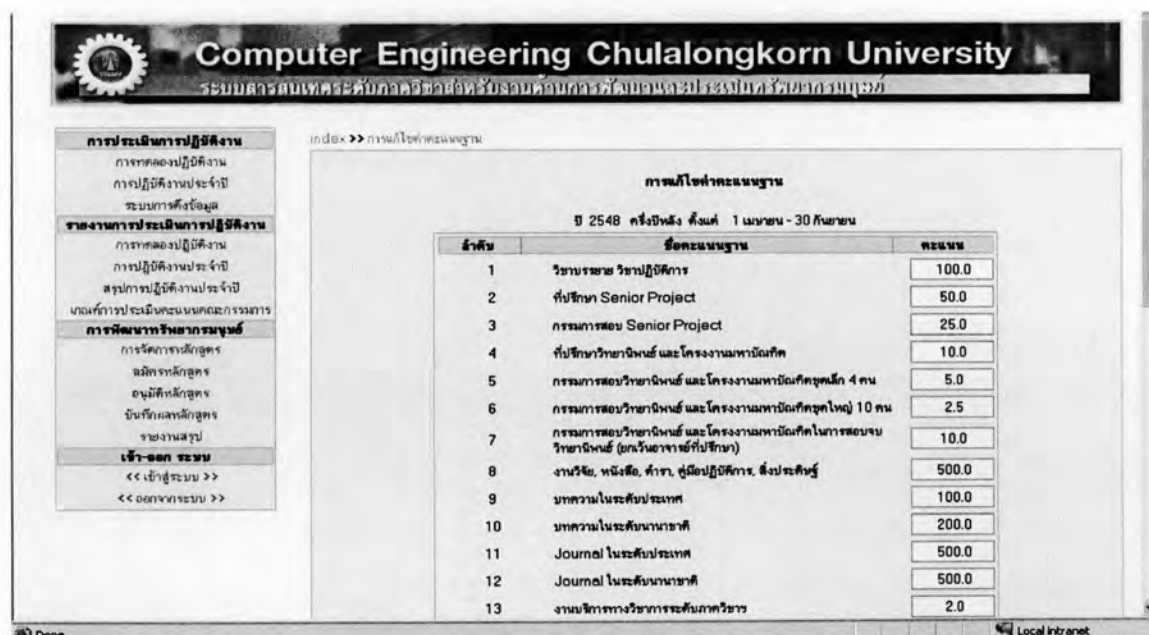 Computer Engineering Chulalongkorn University
ระบบสารสนเทศระดับภาควิชาสำหรับงานด้านการพัฒนาและประเมินทรัพยากรมนุษย์
การประเมินการปฏิบัติงาน
การทดลองปฏิบัติงาน
การปฏิบัติงานประจำปี
ระบบการดึงข้อมูล
รายงานการประเมินการปฏิบัติงาน
การทดลองปฏิบัติงาน
การปฏิบัติงานประจำปี
สรุปการปฏิบัติงานประจำปี
เกณฑ์การประเมินคะแนนคณะกรรมการ
การพัฒนาทรัพยากรมนุษย์
การจัดการหลักสูตร
สมัครหลักสูตร
อนุมัติหลักสูตร
บันทึกผลหลักสูตร
รายงานสรุป
เข้า-ออก ระบบ
<< เข้าสู่ระบบ >>
<< ออกจากระบบ >>
index >> การแก้ไขค่าคะแนนฐาน
การแก้ไขค่าคะแนนฐาน
ปี 2548 ครึ่งปีหลัง ตั้งแต่ 1 เมษายน - 30 กันยายน
ลำดับ ชื่อคะแนนฐาน คะแนน
1 วิชาบรรยาย วิชาปฏิบัติการ 100.0
2 ที่ปรึกษา Senior Project 50.0
3 กรรมการสอบ Senior Project 25.0
4 ที่ปรึกษาวิทยานิพนธ์ และโครงงานมหาบัณฑิต 10.0
5 กรรมการสอบวิทยานิพนธ์ และโครงงานมหาบัณฑิตชุดเล็ก 4 คน 5.0
6 กรรมการสอบวิทยานิพนธ์ และโครงงานมหาบัณฑิตชุดใหญ่ 10 คน 2.5
7 กรรมการสอบวิทยานิพนธ์ และโครงงานมหาบัณฑิตในการสอบจบ
วิทยานิพนธ์ (ยกเว้นอาจารย์ที่ปรึกษา) 10.0
8 งานวิจัย, หนังสือ, ตำรา, คู่มือปฏิบัติการ, สิ่งประดิษฐ์ 500.0
9 บทความในระดับประเทศ 100.0
10 บทความในระดับนานาชาติ 200.0
11 Journal ในระดับประเทศ 500.0
12 Journal ในระดับนานาชาติ 500.0
13 งานบริการทางวิชาการระดับภาควิชาฯ 2.0
Done Local intranet